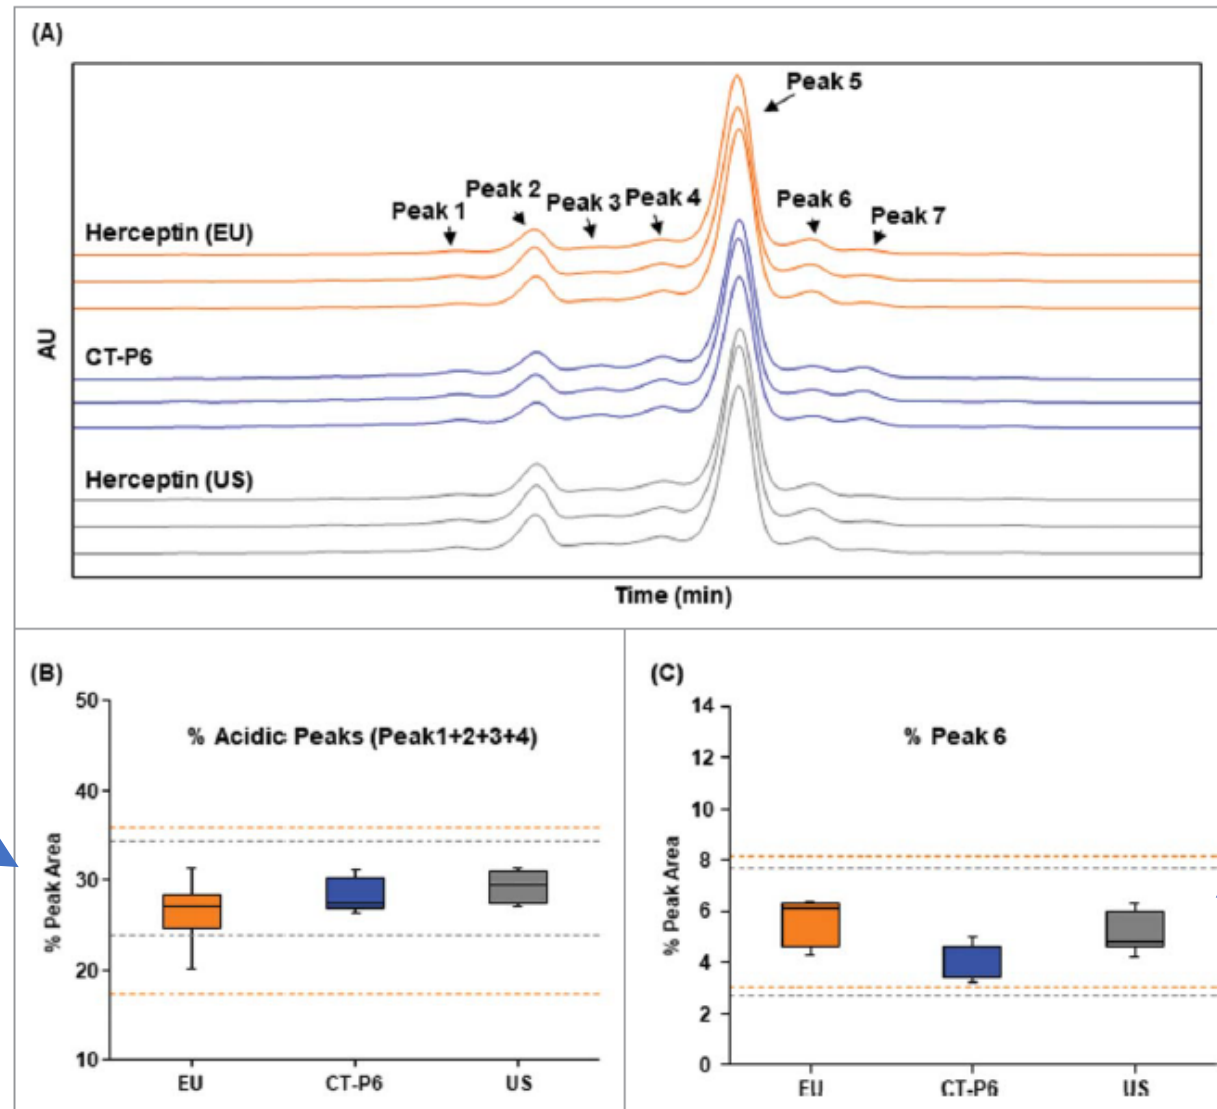 (A)
Peak 5
Peak 2
Peak 1
Peak 3
Peak 4
Peak 6
Peak 7
Herceptin (EU)
AU
CT-P6
Herceptin (US)
Time (min)
(B)
% Acidic Peaks (Peak1+2+3+4)
% Peak Area
50
40
30
20
10
EU
CT-P6
US
(C)
% Peak 6
% Peak Area
14
12
10
8
6
4
2
0
EU
CT-P6
US